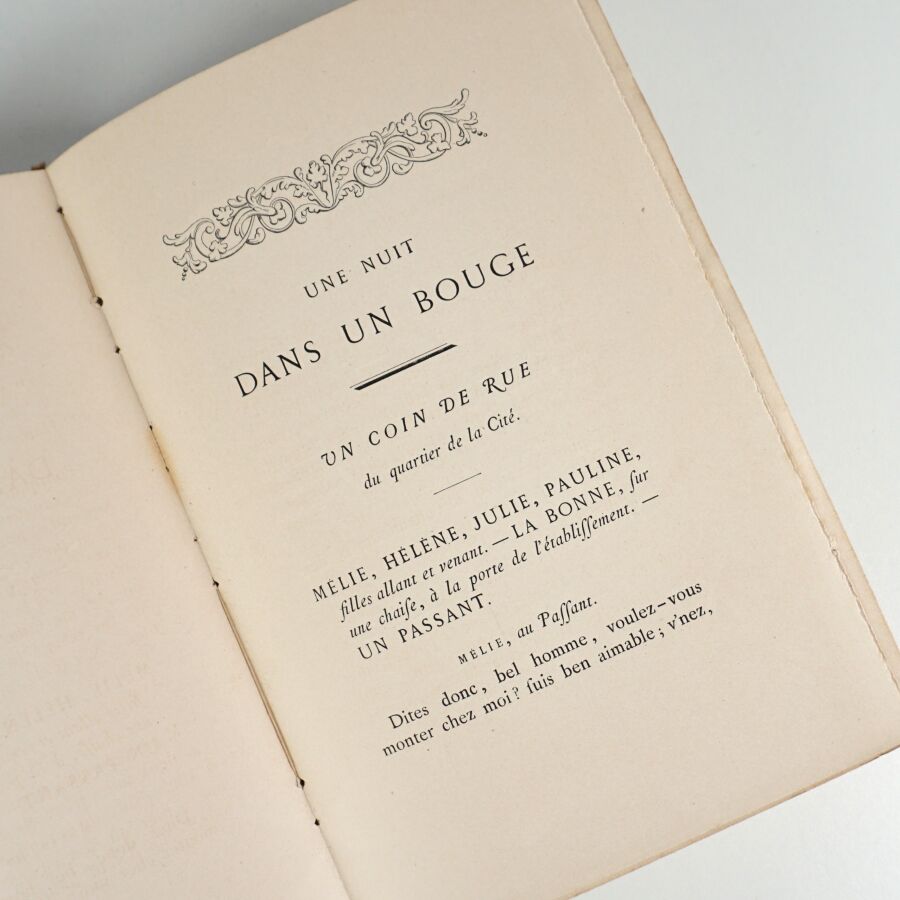 UNE NUIT
DANS UN BOUGE
UN COIN DE RUE
du quartier de la Cité.
MÉLIE, HÉLÈNE, JULIE, PAULINE,
filles allant et venant. — LA BONNE, ſur
une chaiſe, à la porte de l'établiſſement. —
UN PASSANT.
MÉLIE, au Paſſant.
Dites donc, bel homme, voulez-vous
monter chez moi? ſuis ben aimable; v'nez,